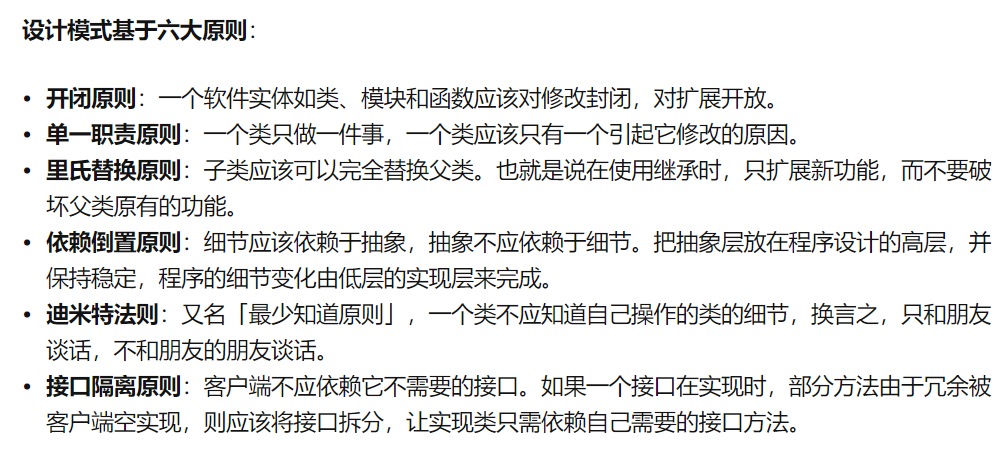 设计模式基于六大原则：
• 开闭原则：一个软件实体如类、模块和函数应该对修改封闭，对扩展开放。
• 单一职责原则：一个类只做一件事，一个类应该只有一个引起它修改的原因。
• 里氏替换原则：子类应该可以完全替换父类。也就是说在使用继承时，只扩展新功能，而不要破
坏父类原有的功能。
• 依赖倒置原则：细节应该依赖于抽象，抽象不应依赖于细节。把抽象层放在程序设计的高层，并
保持稳定，程序的细节变化由低层的实现层来完成。
• 迪米特法则：又名「最少知道原则」，一个类不应知道自己操作的类的细节，换言之，只和朋友
谈话，不和朋友的朋友谈话。
• 接口隔离原则：客户端不应依赖它不需要的接口。如果一个接口在实现时，部分方法由于冗余被
客户端空实现，则应该将接口拆分，让实现类只需依赖自己需要的接口方法。